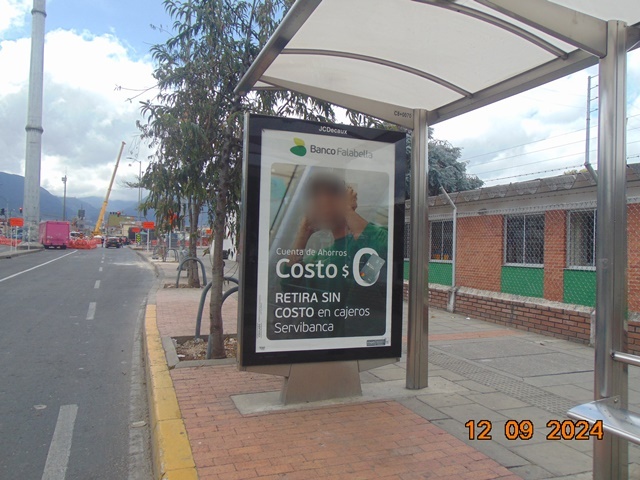 JCDecaux
Banco Falabella
Cuenta de Ahorros
Costo $0
RETIRA SIN
COSTO en cajeros
Servibanca
12 09 2024